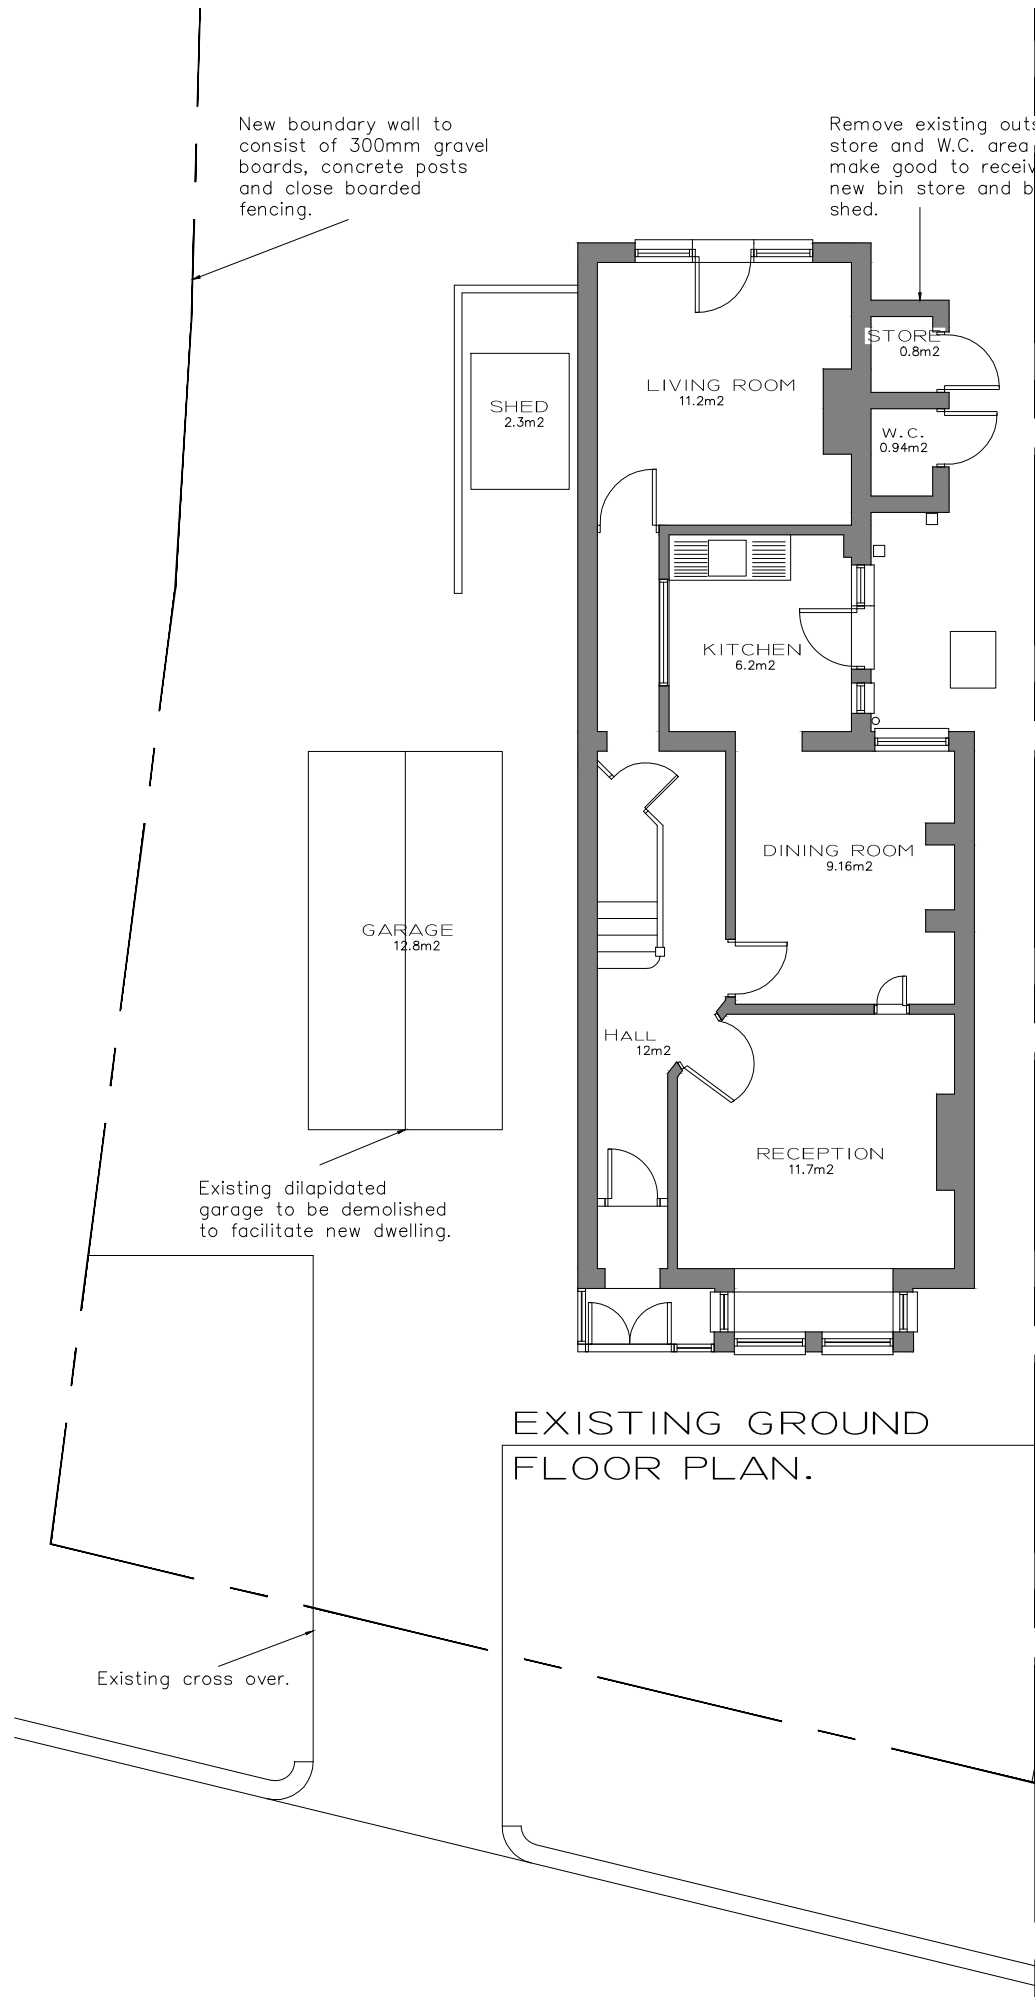 New boundary wall to
consist of 300mm gravel
boards, concrete posts
and close boarded
fencing.
Remove existing
store and W.C. area
make good to
new bin store and
shed.
STORE
0.8m2
LIVING ROOM
11.2m2
SHED
2.3m2
W.C.
0.94m2
KITCHEN
6.2m2
DINING ROOM
9.16m2
GARAGE
12.8m2
HALL
12m2
RECEPTION
11.7m2
Existing dilapidated
garage to be demolished
to facilitate new dwelling.
EXISTING GROUND
FLOOR PLAN.
Existing cross over.